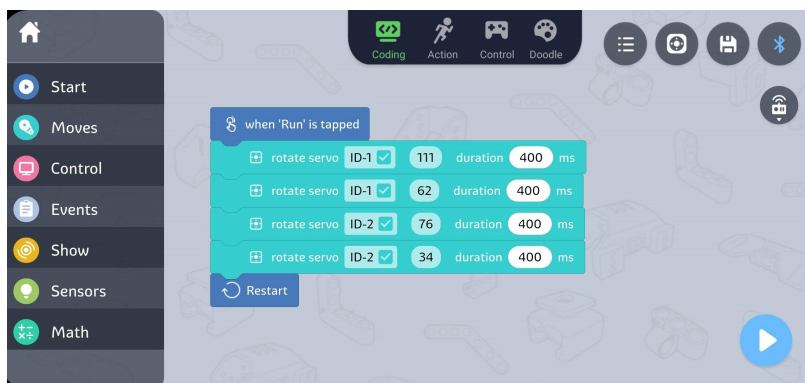 Coding Action Control Doodle
Start
Moves
Control
Events
Show
Sensors
Math
when 'Run' is tapped
rotate servo ID-1 111 duration 400 ms
rotate servo ID-1 62 duration 400 ms
rotate servo ID-2 76 duration 400 ms
rotate servo ID-2 34 duration 400 ms
Restart